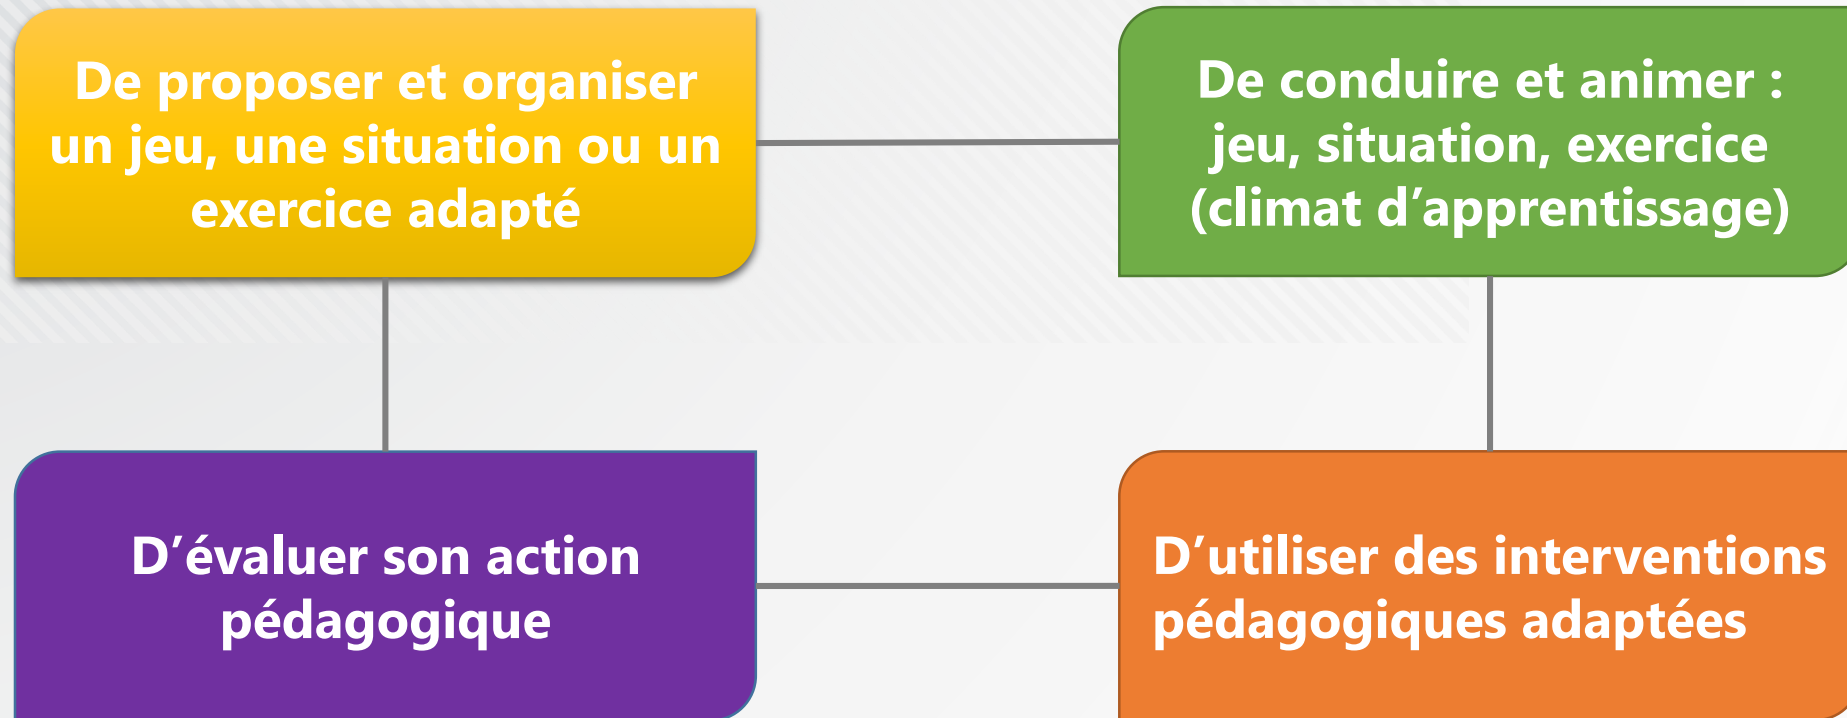 De proposer et organiser
un jeu, une situation ou un
exercice adapté
De conduire et animer :
jeu, situation, exercice
(climat d’apprentissage)
D’évaluer son action
pédagogique
D’utiliser des interventions
pédagogiques adaptées